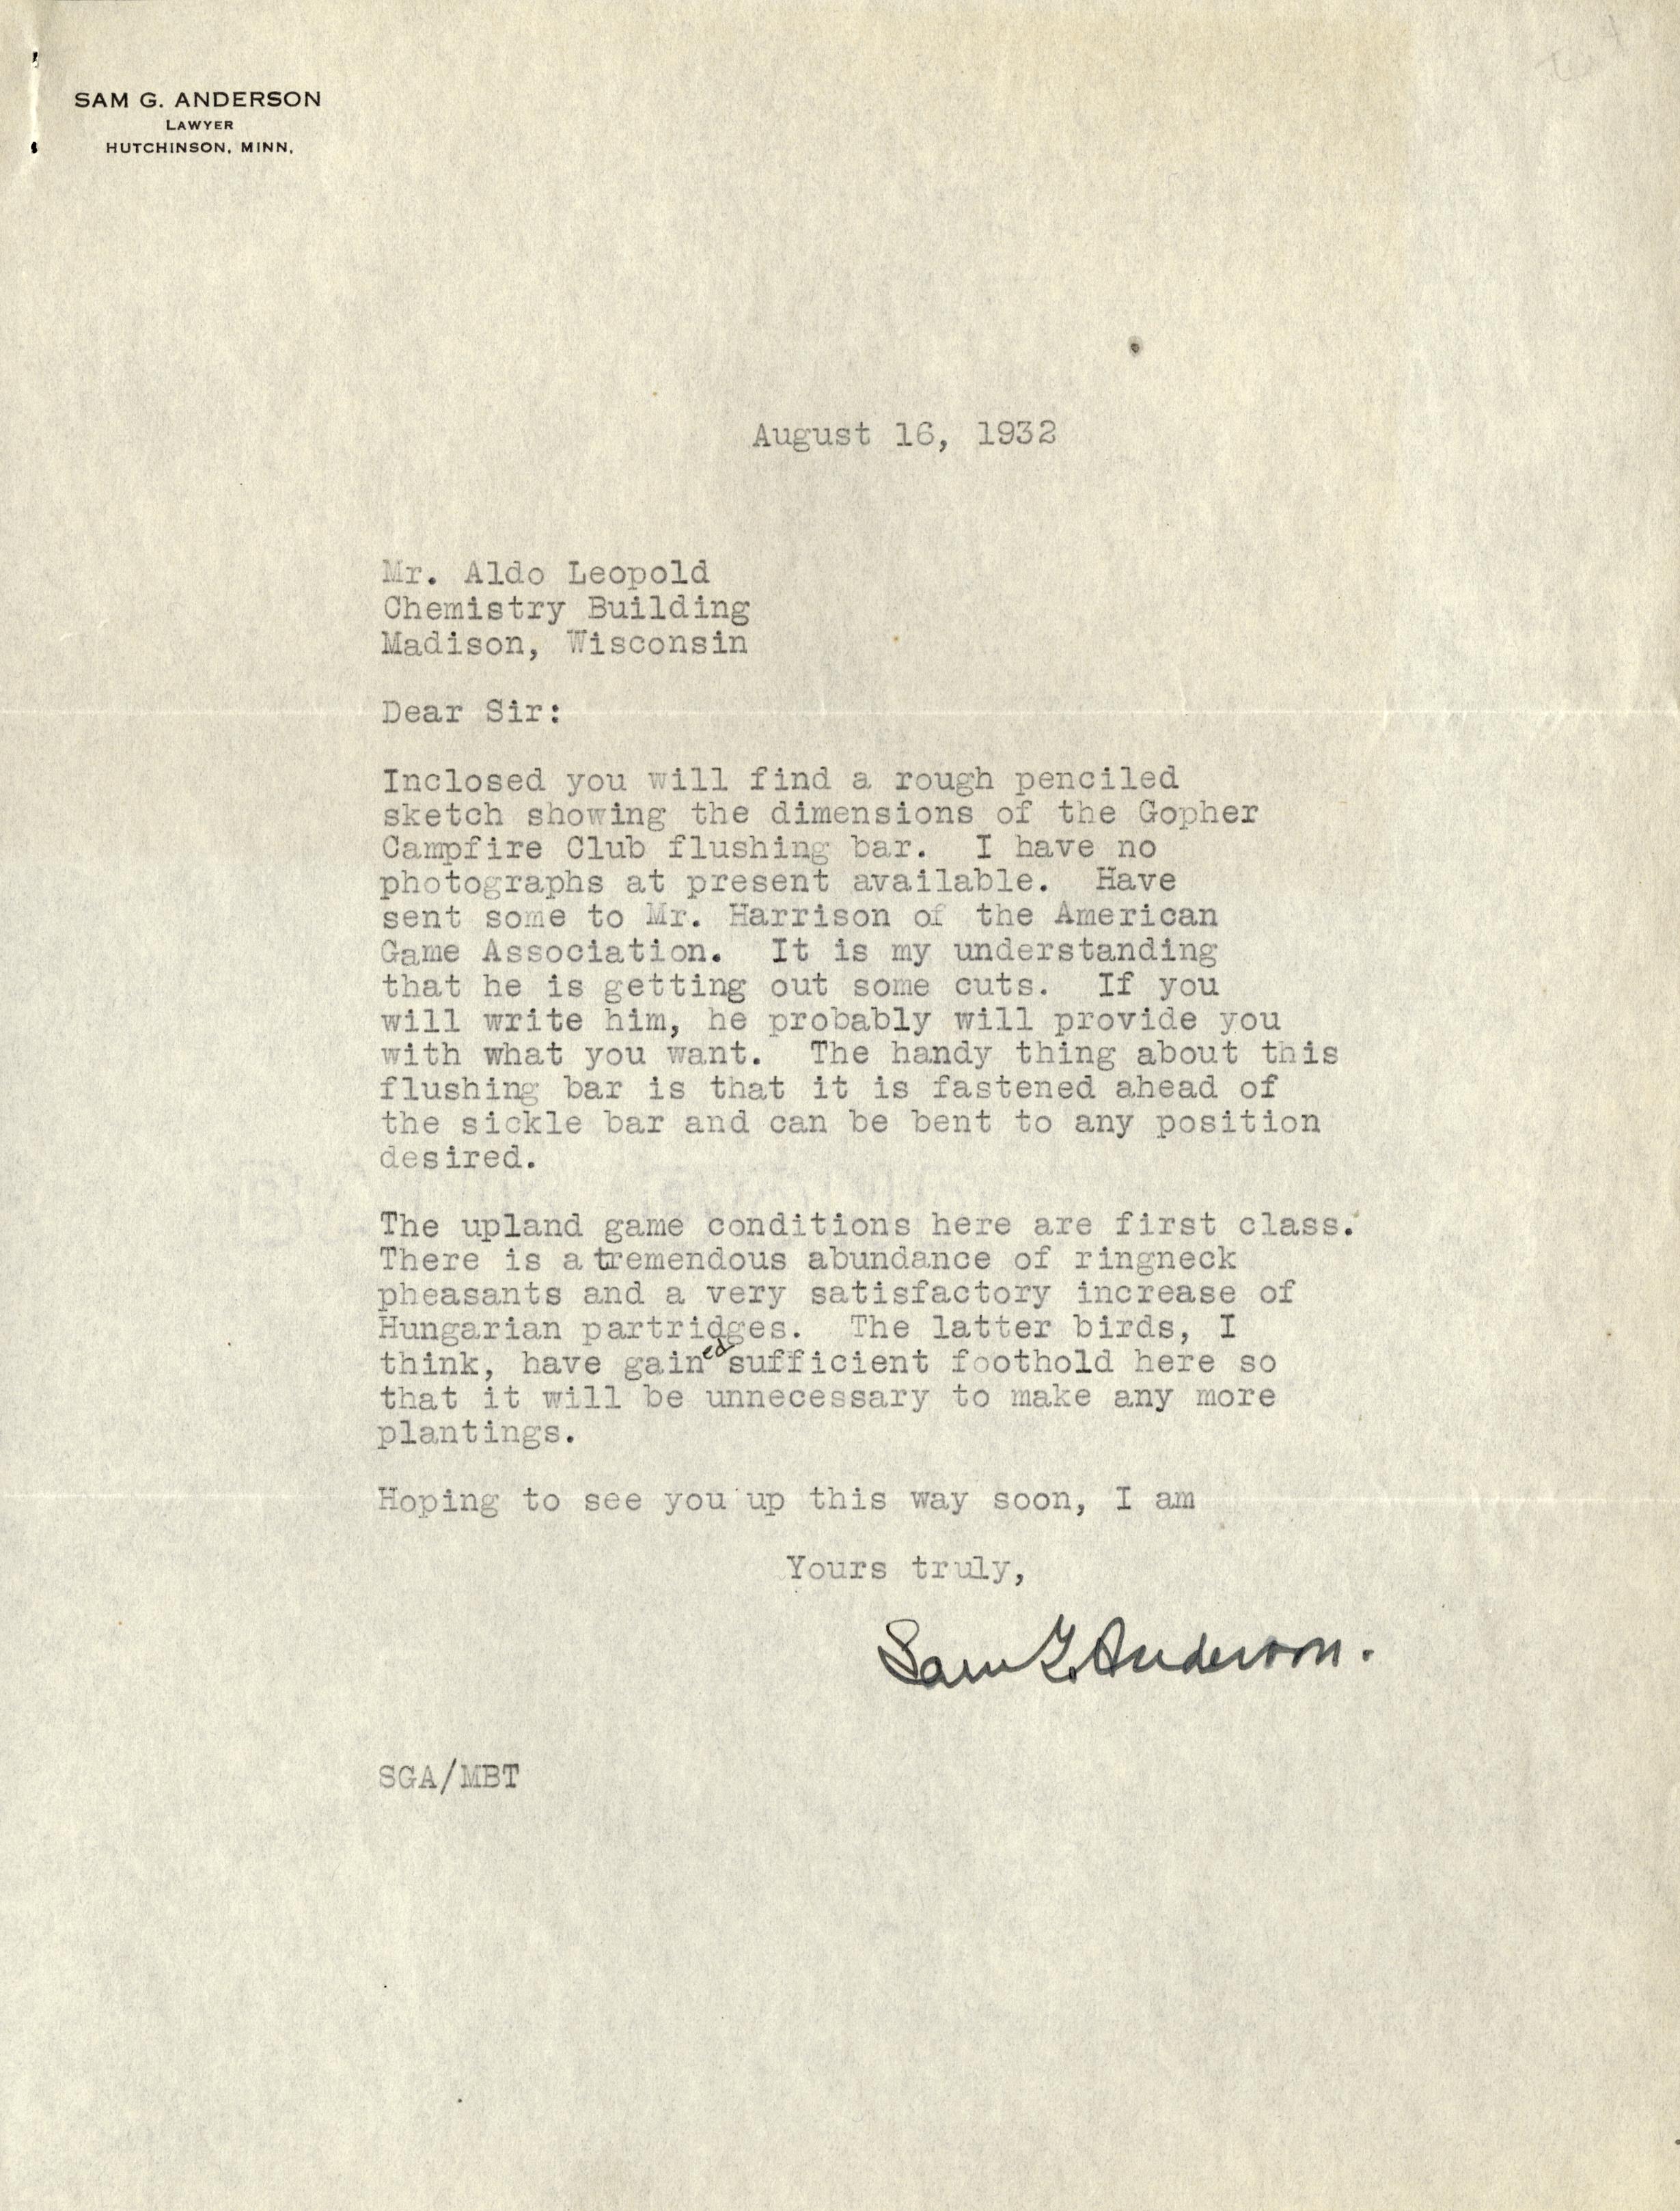 SAM G. ANDERSON
LAWYER
HUTCHINSON, MINN.
August 16, 1932
Mr. Aldo Leopold
Chemistry Building
Madison, Wisconsin
Dear Sir:
Inclosed you will find a rough penciled
sketch showing the dimensions of the Gopher
Campfire Club flushing bar.  I have no
photographs at present available.  Have
sent some to Mr. Harrison of the American
Game Association.  It is my understanding
that he is getting out some cuts.  If you
will write him, he probably will provide you
with what you want.  The handy thing about this
flushing bar is that it is fastened ahead of
the sickle bar and can be bent to any position
desired.
The upland game conditions here are first class.
There is a tremendous abundance of ringneck
pheasants and a very satisfactory increase of
Hungarian partridges.  The latter birds, I
think, have gained sufficient foothold here so
that it will be unnecessary to make any more
plantings.
Hoping to see you up this way soon, I am
Yours truly,
Sam G. Anderson.
SGA/MBT